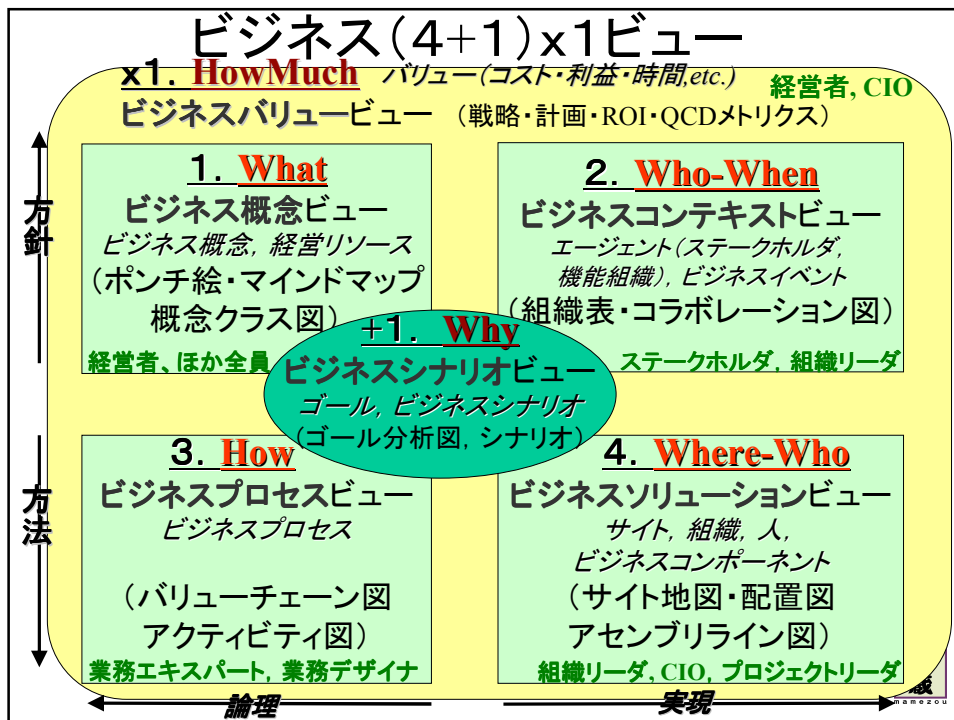 ビジネス(4+1)x1ビュー
x1. HowMuch バリュー(コスト・利益・時間,etc.)
経営者, CIO
ビジネスバリュービュー (戦略・計画・ROI・QCDメトリクス)
方針
1. What
ビジネス概念ビュー
ビジネス概念, 経営リソース
(ポンチ絵・マインドマップ
概念クラス図)
経営者、ほか全員
2. Who-When
ビジネスコンテキストビュー
エージェント(ステークホルダ,
機能組織), ビジネスイベント
(組織表・コラボレーション図)
ステークホルダ, 組織リーダ
+1. Why
ビジネスシナリオビュー
ゴール, ビジネスシナリオ
(ゴール分析図, シナリオ)
方法
3. How
ビジネスプロセスビュー
ビジネスプロセス
(バリューチェーン図
アクティビティ図)
業務エキスパート, 業務デザイナ
4. Where-Who
ビジネスソリューションビュー
サイト, 組織, 人,
ビジネスコンポーネント
(サイト地図・配置図
アセンブリライン図)
組織リーダ, CIO, プロジェクトリーダ
論理
実現
mamezou